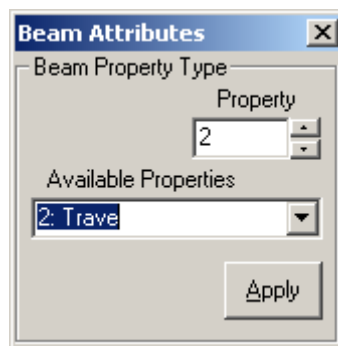 Beam Attributes
Beam Property Type
Property
2
Available Properties
2: Trave
Apply